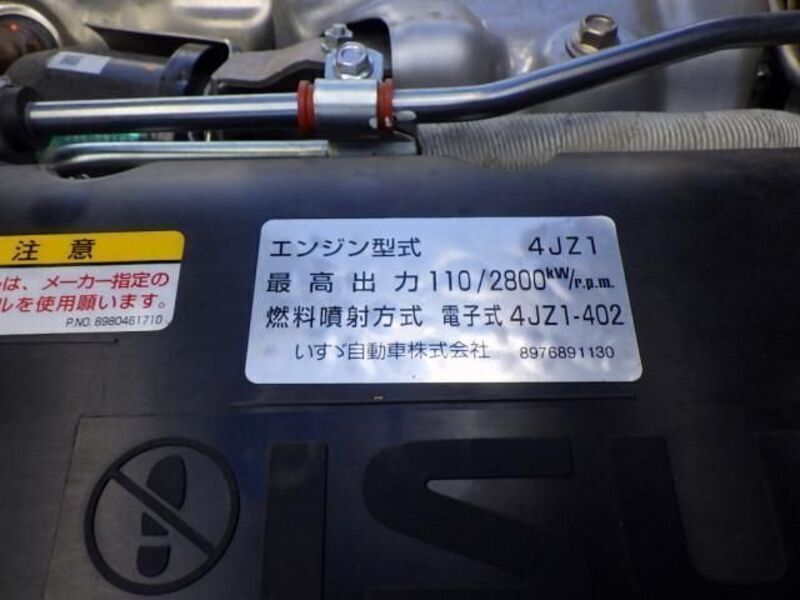 注意
は、メーカー指定の
ルを使用願います。
P.NO. 8980461710
エンジン型式 4JZ1
最高出力 110/2800kW/r.p.m.
燃料噴射方式 電子式 4JZ1-402
いすゞ自動車株式会社 8976891130
ISU